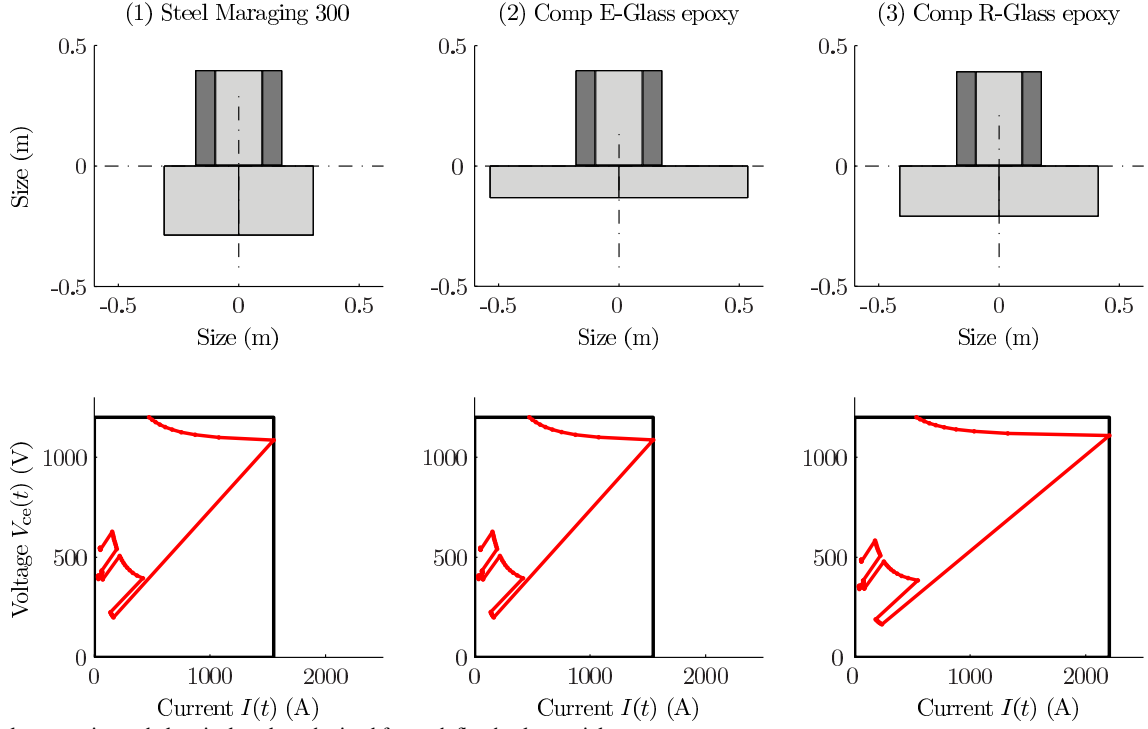 (1) Steel Maraging 300
(2) Comp E-Glass epoxy
(3) Comp R-Glass epoxy
Size (m)
0.5
0
-0.5
-0.5 0 0.5
Size (m)
0.5
0
-0.5
-0.5 0 0.5
Size (m)
0.5
0
-0.5
-0.5 0 0.5
Size (m)
Voltage Vce(t) (V)
1000
500
0
0 1000 2000
Current I(t) (A)
1000
500
0
0 1000 2000
Current I(t) (A)
1000
500
0
0 1000 2000
Current I(t) (A)